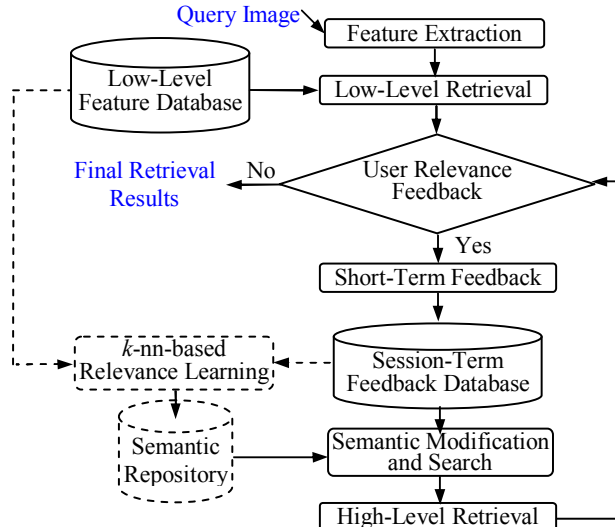 Query Image
Feature Extraction
Low-Level
Feature Database
Low-Level Retrieval
Final Retrieval
Results
No
User Relevance
Feedback
Yes
Short-Term Feedback
k-nn-based
Relevance Learning
Session-Term
Feedback Database
Semantic
Repository
Semantic Modification
and Search
High-Level Retrieval